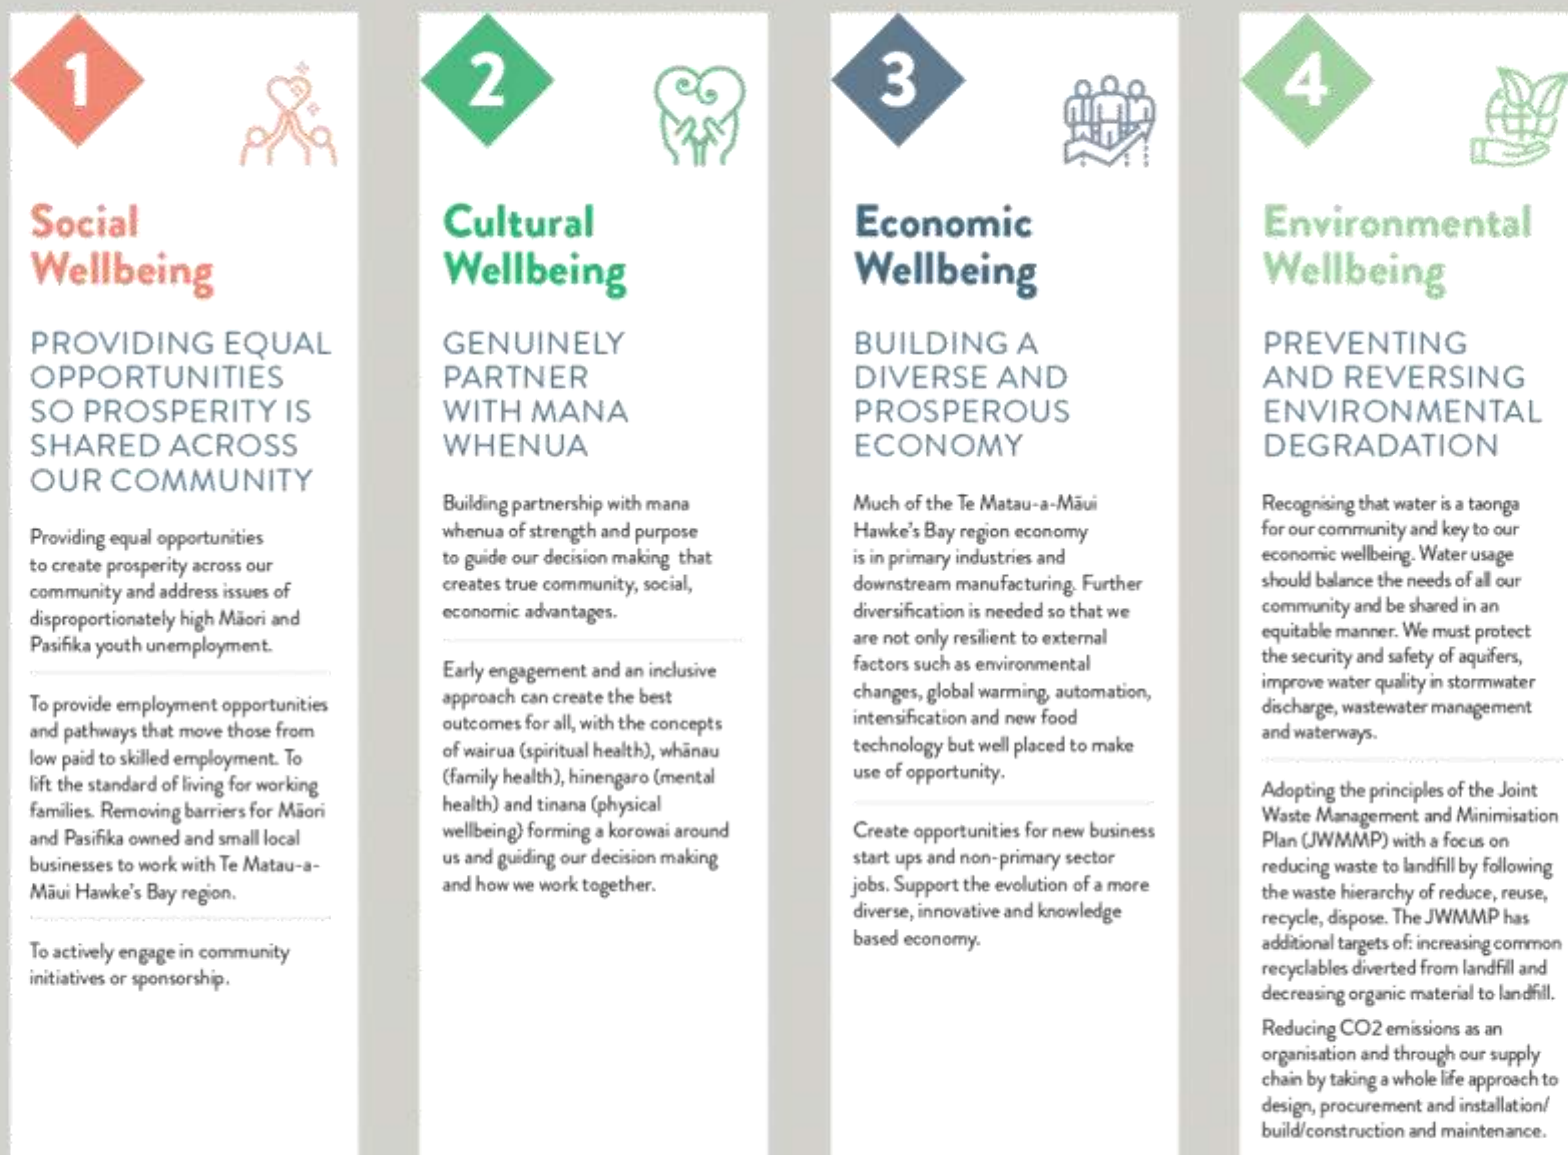 1
Social
Wellbeing
PROVIDING EQUAL
OPPORTUNITIES
SO PROSPERITY IS
SHARED ACROSS
OUR COMMUNITY
Providing equal opportunities
to create prosperity across our
community and address issues of
disproportionately high Māori and
Pasifika youth unemployment.
To provide employment opportunities
and pathways that move those from
low paid to skilled employment. To
lift the standard of living for working
families. Removing barriers for Māori
and Pasifika owned and small local
businesses to work with Te Matau-a-
Māui Hawke's Bay region.
To actively engage in community
initiatives or sponsorship.
2
Cultural
Wellbeing
GENUINELY
PARTNER
WITH MANA
WHENUA
Building partnership with mana
whenua of strength and purpose
to guide our decision making that
creates true community, social,
economic advantages.
Early engagement and an inclusive
approach can create the best
outcomes for all, with the concepts
of wairua (spiritual health), whānau
(family health), hinengaro (mental
health) and tinana (physical
wellbeing) forming a korowai around
us and guiding our decision making
and how we work together.
3
Economic
Wellbeing
BUILDING A
DIVERSE AND
PROSPEROUS
ECONOMY
Much of the Te Matau-a-Māui
Hawke's Bay region economy
is in primary industries and
downstream manufacturing. Further
diversification is needed so that we
are not only resilient to external
factors such as environmental
changes, global warming, automation,
intensification and new food
technology but well placed to make
use of opportunity.
Create opportunities for new business
start ups and non-primary sector
jobs. Support the evolution of a more
diverse, innovative and knowledge
based economy.
4
Environmental
Wellbeing
PREVENTING
AND REVERSING
ENVIRONMENTAL
DEGRADATION
Recognising that water is a taonga
for our community and key to our
economic wellbeing. Water usage
should balance the needs of all our
community and be shared in an
equitable manner. We must protect
the security and safety of aquifers,
improve water quality in stormwater
discharge, wastewater management
and waterways.
Adopting the principles of the Joint
Waste Management and Minimisation
Plan (JWMMP) with a focus on
reducing waste to landfill by following
the waste hierarchy of reduce, reuse,
recycle, dispose. The JWMMP has
additional targets of: increasing common
recyclables diverted from landfill and
decreasing organic material to landfill.
Reducing CO2 emissions as an
organisation and through our supply
chain by taking a whole life approach to
design, procurement and installation/
build/construction and maintenance.